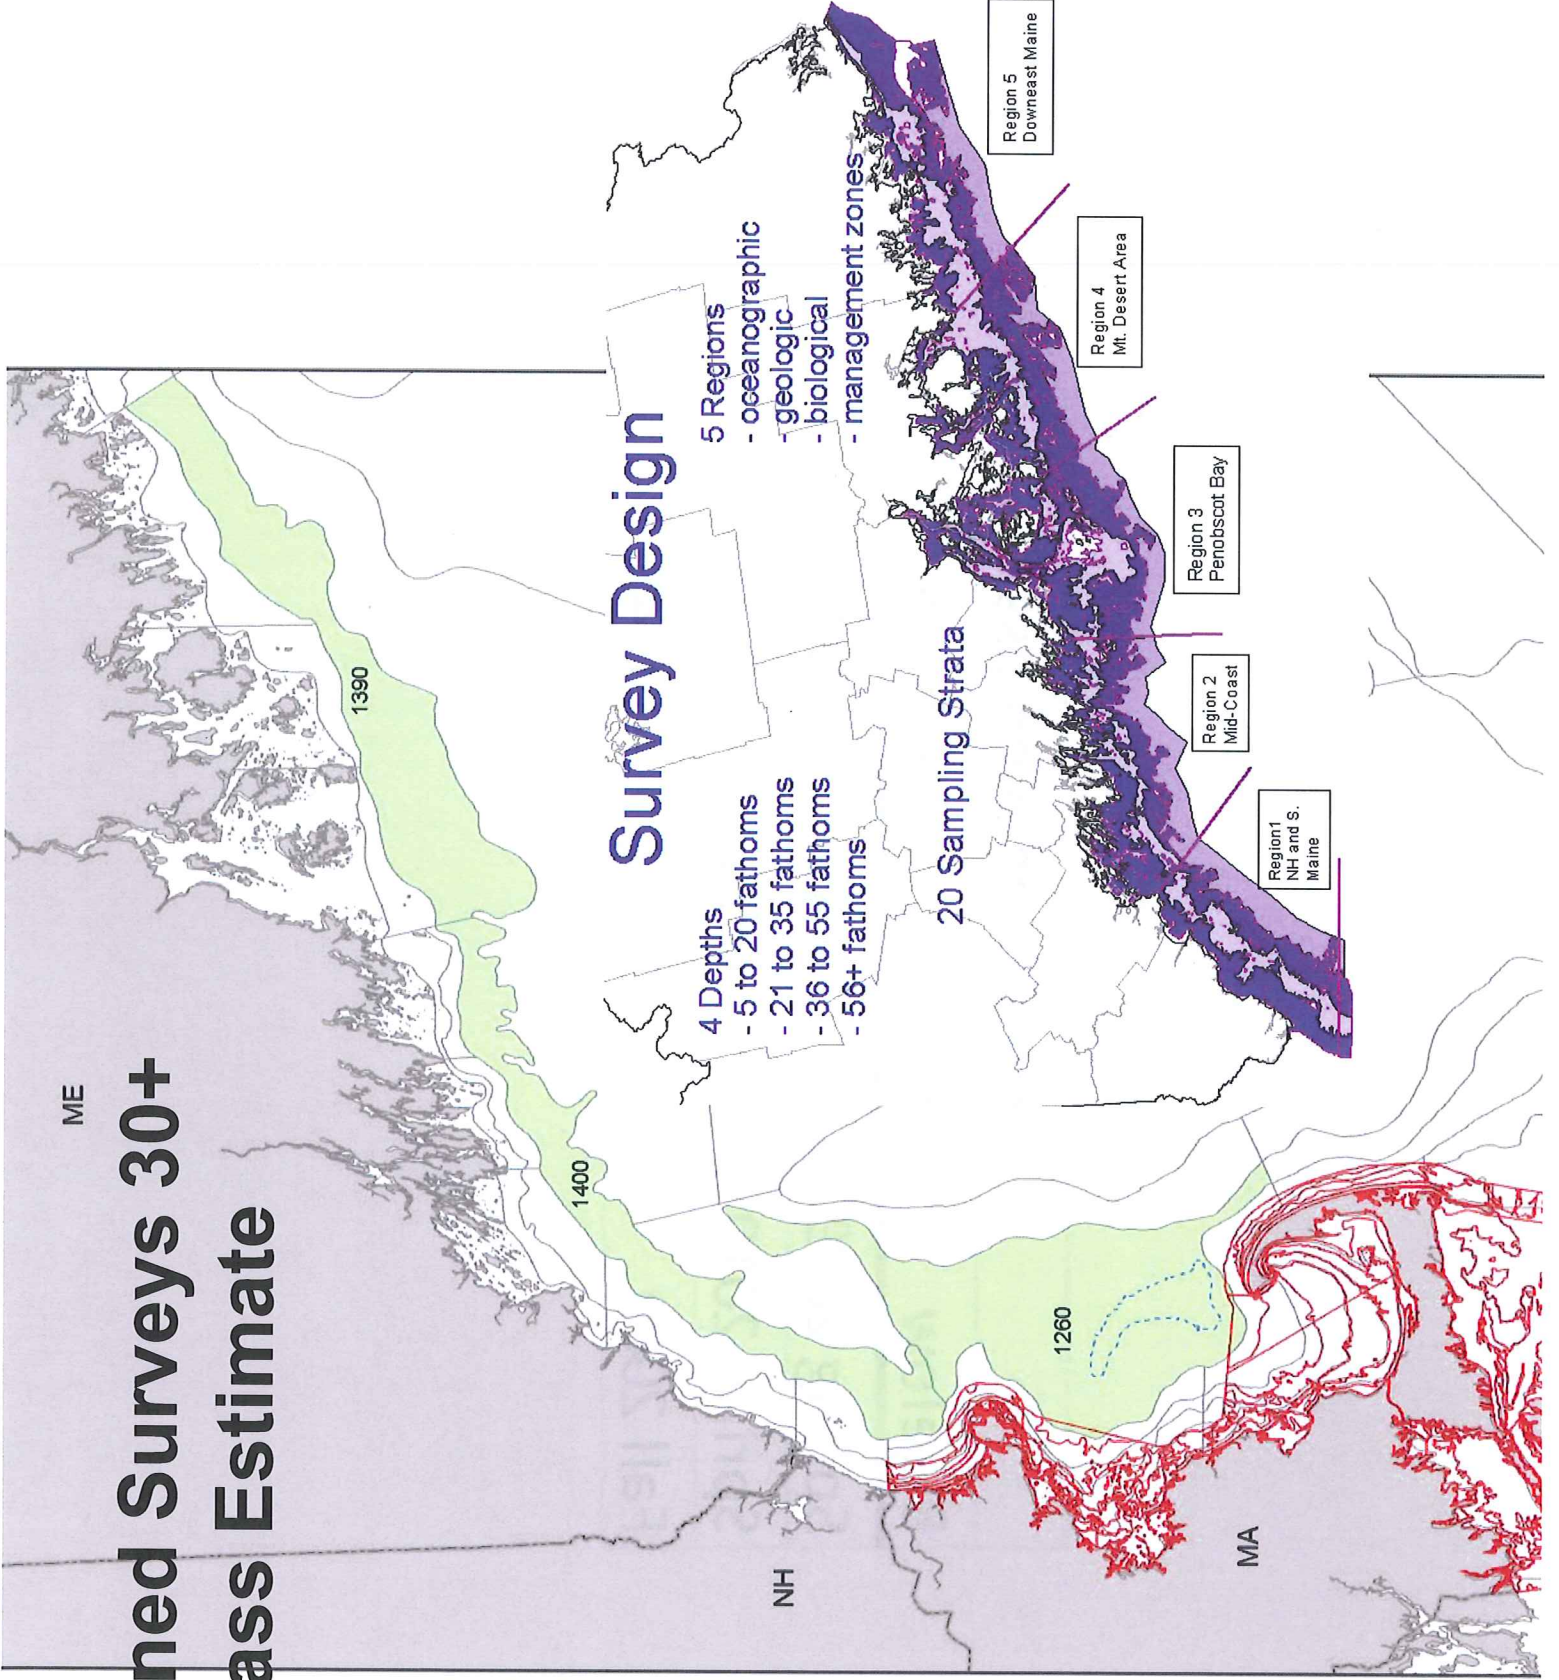 ned Surveys 30+
ass Estimate
ME
NH
MA
1390
1400
1260
Survey Design
4 Depths
- 5 to 20 fathoms
- 21 to 35 fathoms
- 36 to 55 fathoms
- 56+ fathoms
5 Regions
- oceanographic
- geologic
- biological
- management zones
20 Sampling Strata
Region1
NH and S.
Maine
Region 2
Mid-Coast
Region 3
Penobscot Bay
Region 4
Mt. Desert Area
Region 5
Downeast Maine